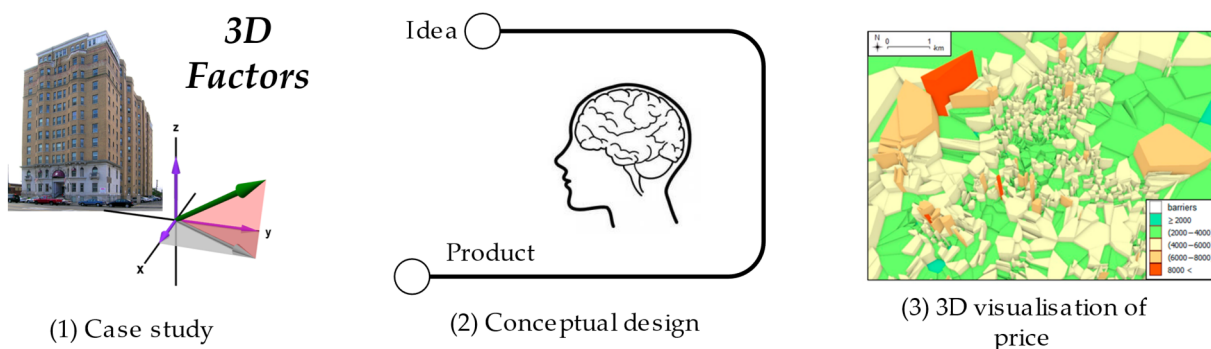 3D
Factors
z
y
x
(1) Case study
Idea
Product
(2) Conceptual design
N
0 1
km
barriers
≥ 2000
(2000−4000
(4000−6000
(6000−8000
8000 <
(3) 3D visualisation of
price